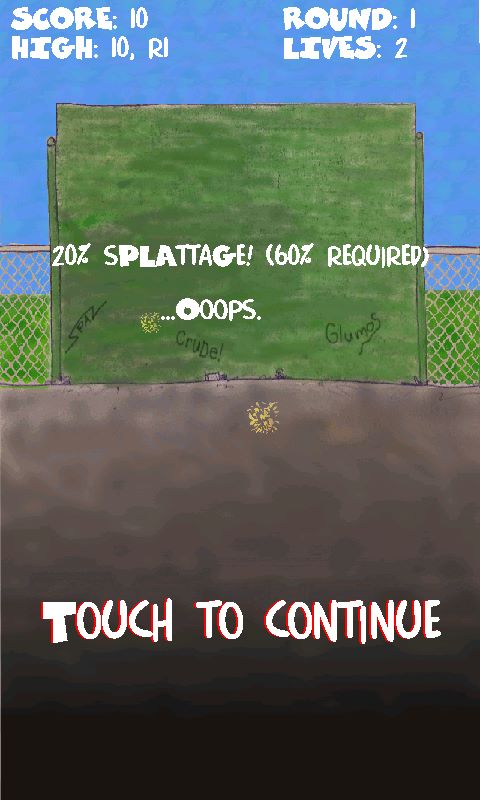 SCORE: 10
ROUND: 1
HIGH: 10, R1
LIVES: 2
20% SPLATTAGE! (60% REQUIRED)
...OOOPS.
SPAZ
CRUDE!
Glumos
TOUCH TO CONTINUE